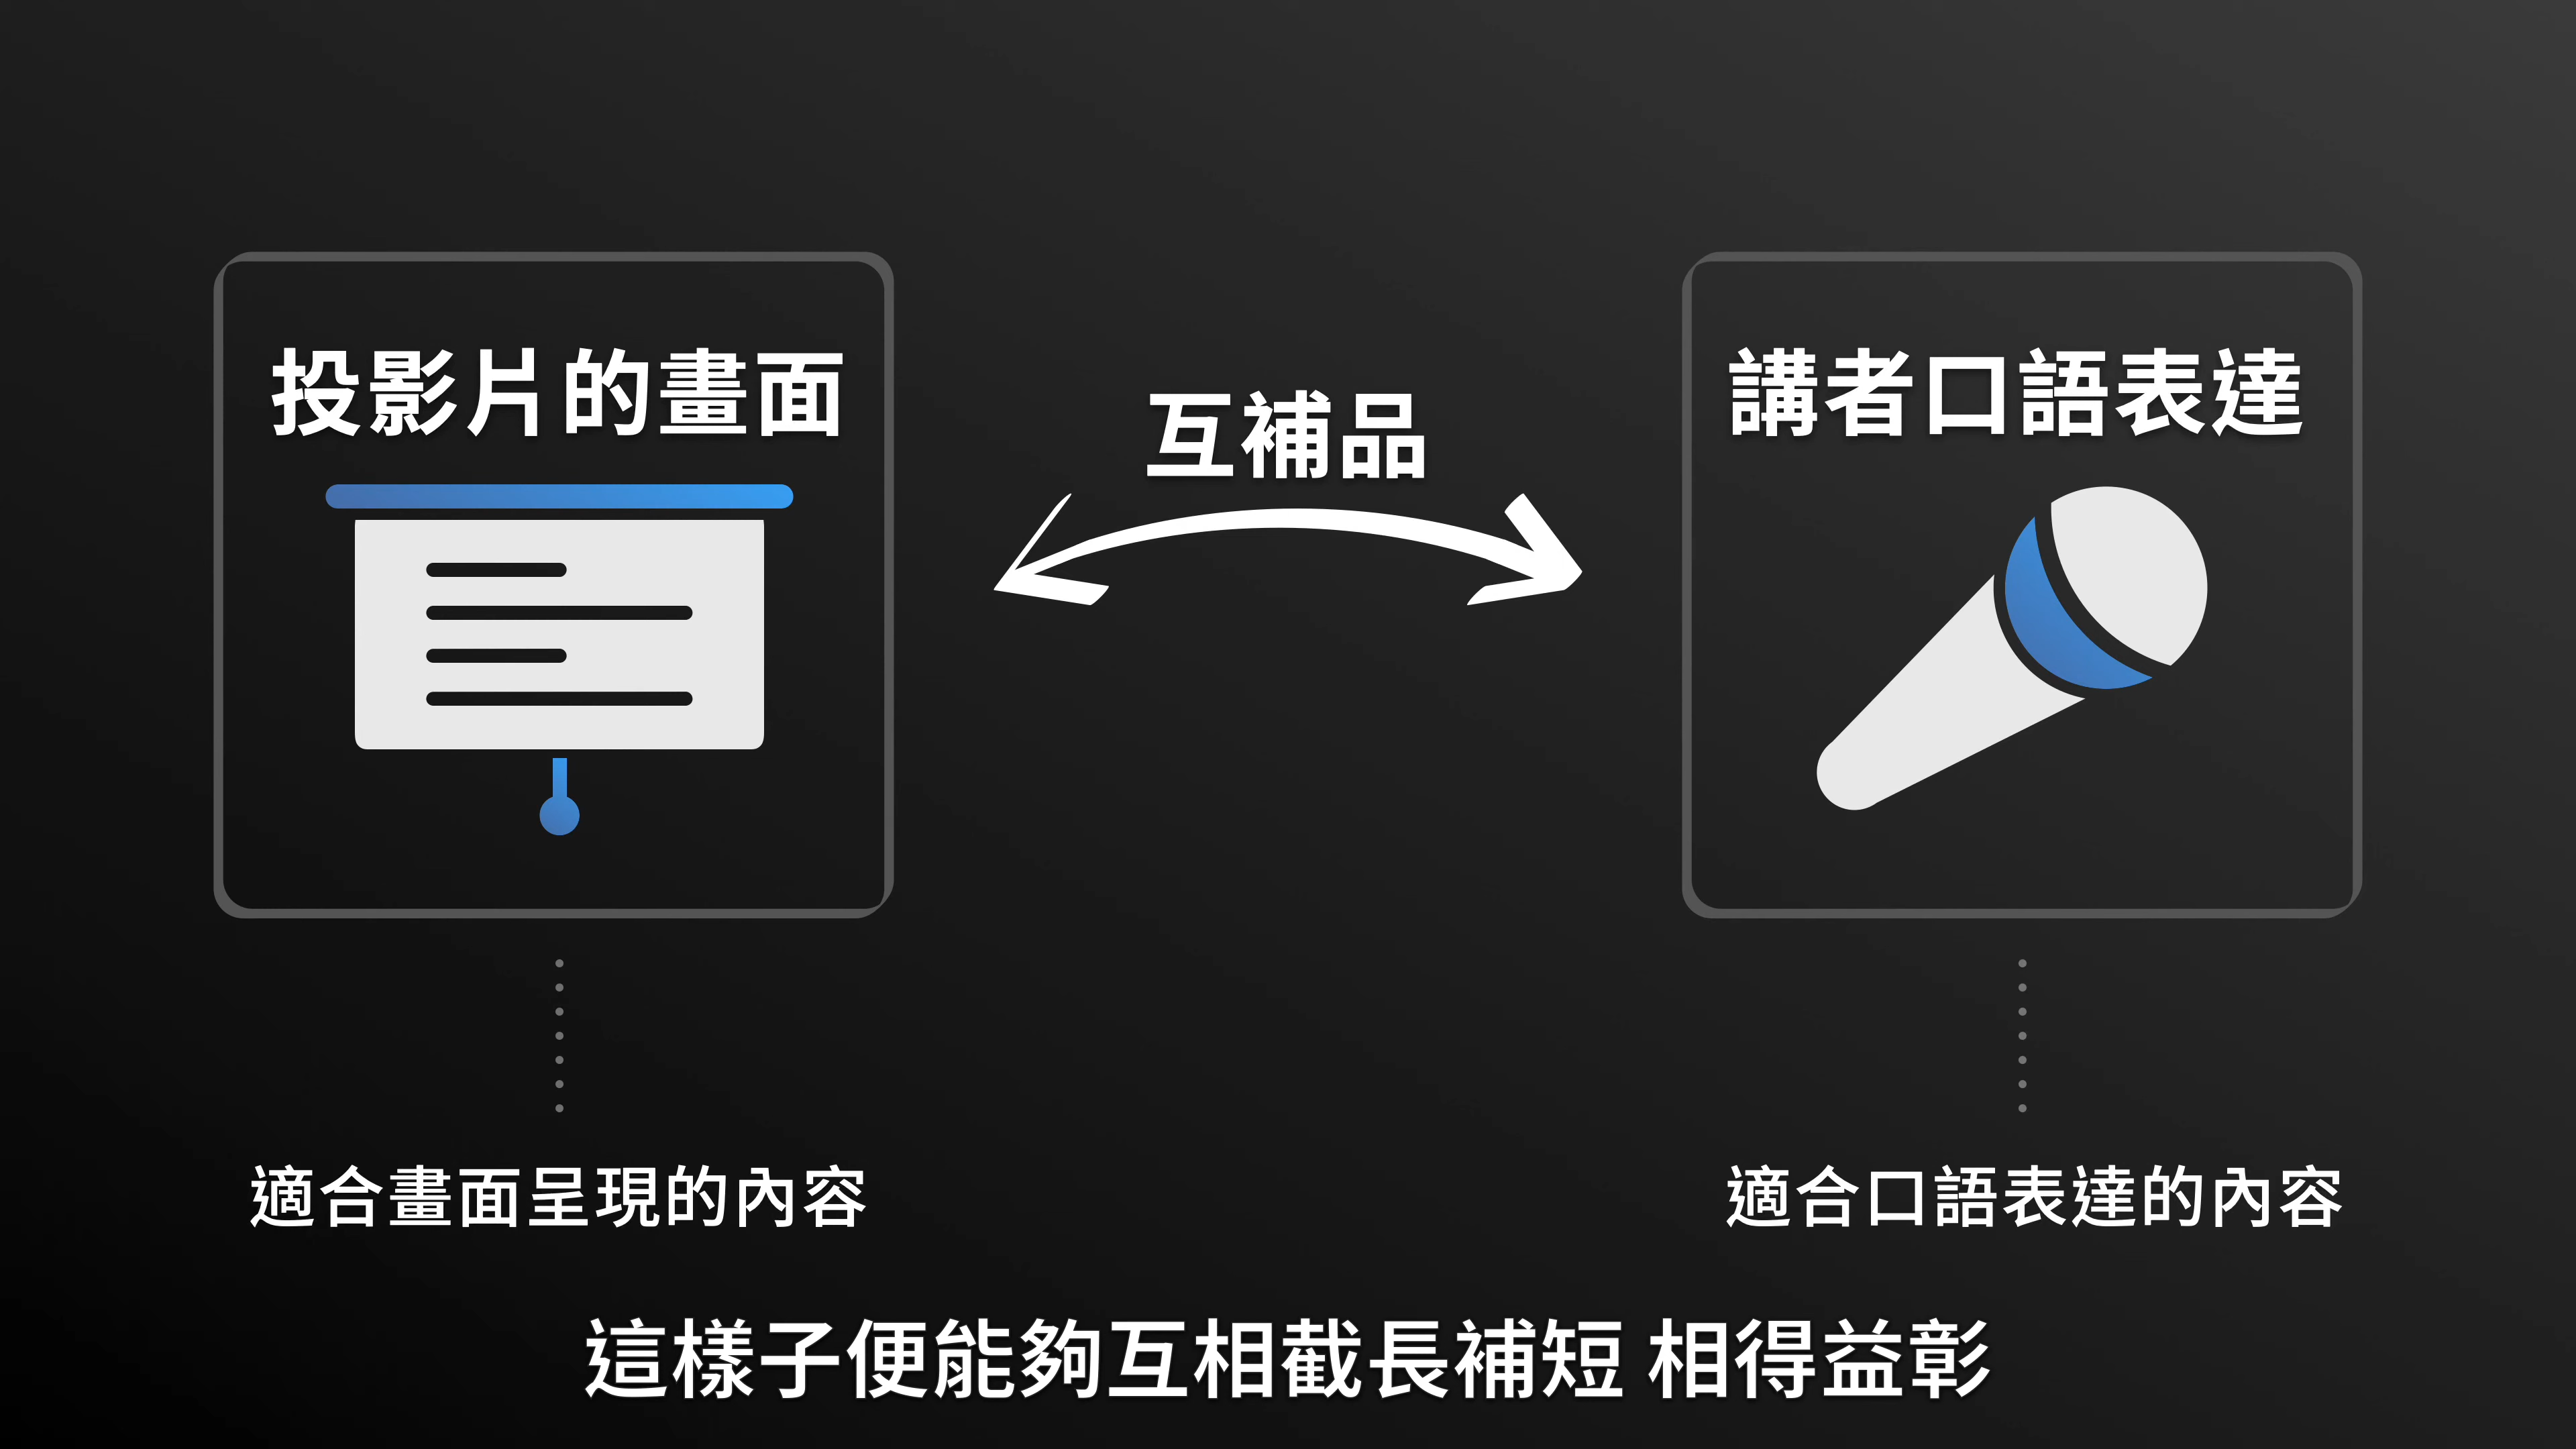 投影片的畫面
互補品
講者口語表達
適合畫面呈現的內容
適合口語表達的內容
這樣子便能夠互相截長補短 相得益彰